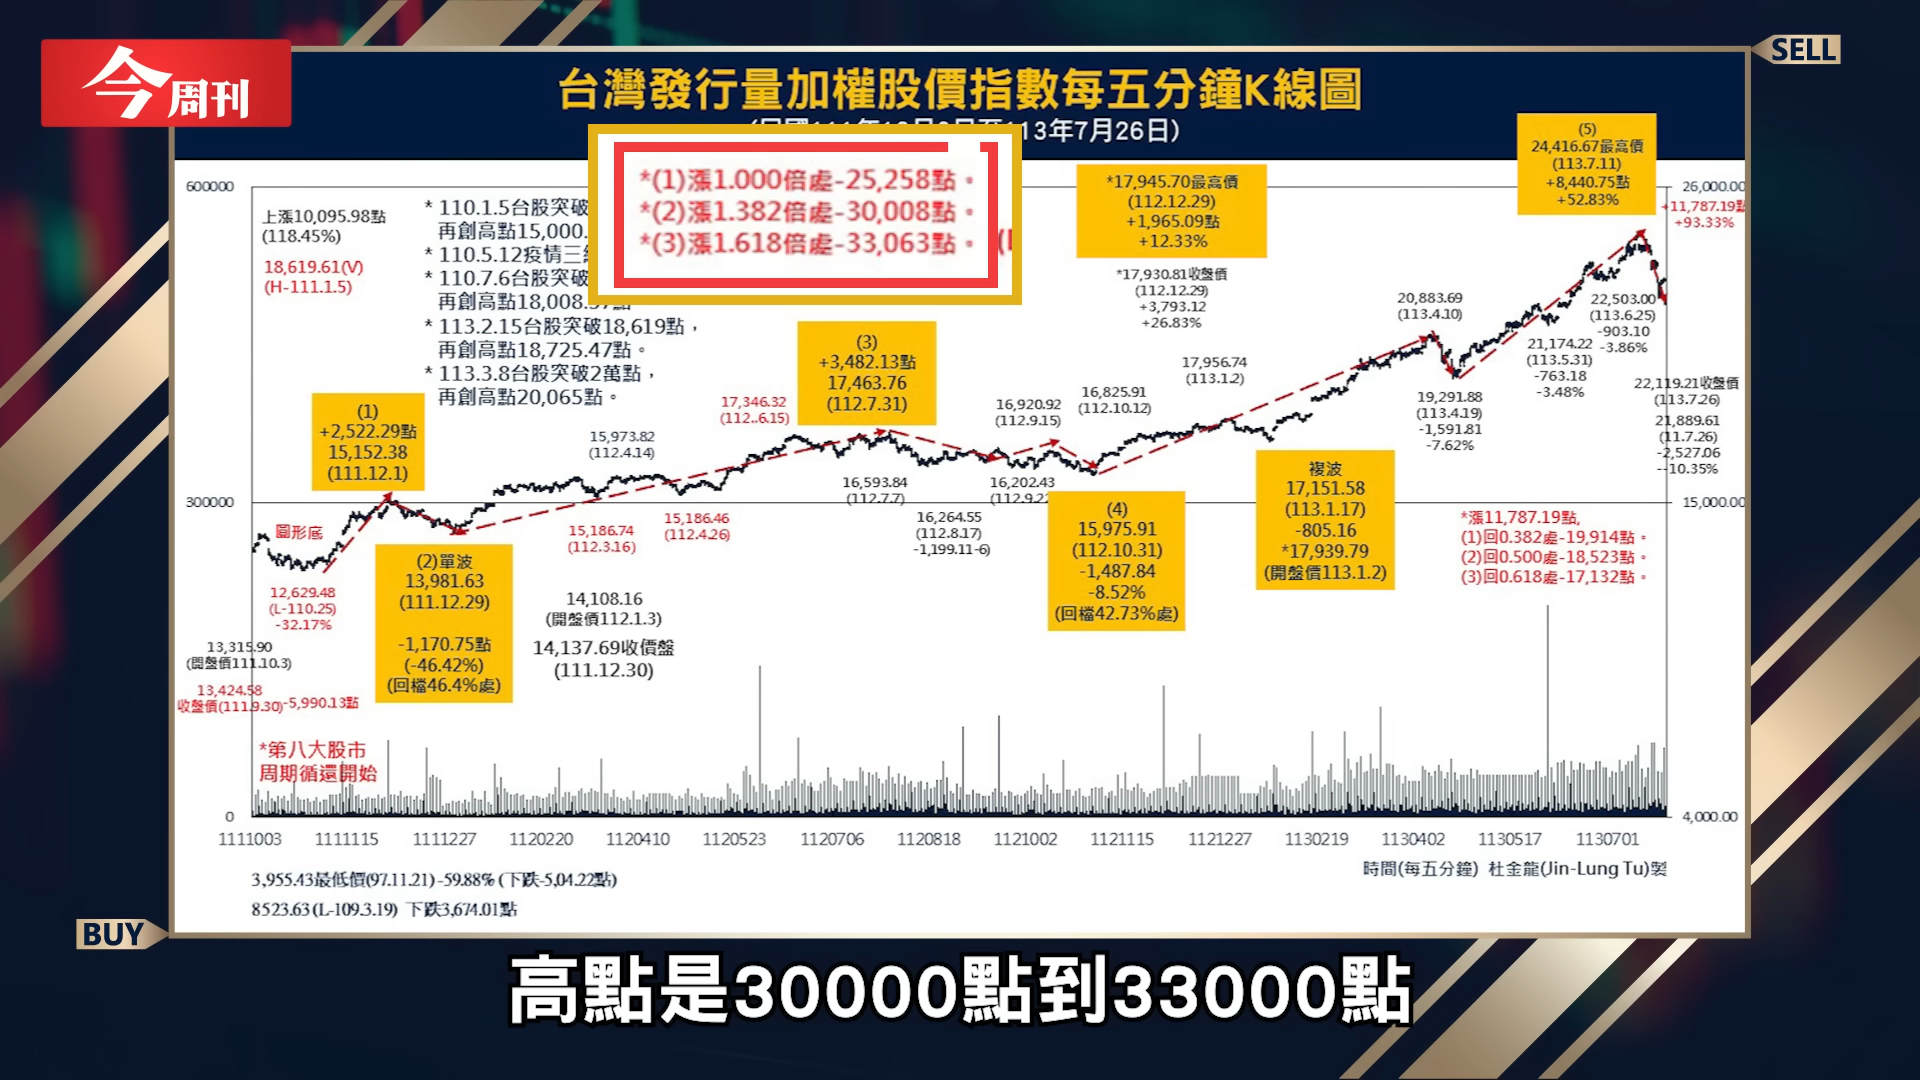 今周刊
SELL
台灣發行量加權股價指數每五分鐘K線圖
13年7月26日)
*(1)漲1.000倍處-25,258點。
*(2)漲1.382倍處-30,008點。
*(3)漲1.618倍處-33,063點。
600000
上漲10,095.98點
(118.45%)
18,619.61(V)
(H-111.1.5)
* 110.1.5台股突破
再創高點15,000.
* 110.5.12疫情三
* 110.7.6台股突破
再創高點18,008.
* 113.2.15台股突破18,619點，
再創高點18,725.47點。
* 113.3.8台股突破2萬點，
再創高點20,065點。
*17,945.70最高價
(112.12.29)
+1,965.09點
+12.33%
*17,930.81收盤價
(112.12.29)
+3,793.12
+26.83%
(5)
24,416.67最高價
(113.7.11)
+8,440.75點
+52.83%
26,000.00
+11,787.19點
+93.33%
(1)
+2,522.29點
15,152.38
(111.12.1)
(3)
+3,482.13點
17,463.76
(112.7.31)
17,346.32
(112..6.15)
15,973.82
(112.4.14)
16,920.92
(112.9.15)
16,825.91
(112.10.12)
17,956.74
(113.1.2)
20,883.69
(113.4.10)
22,503.00
(113.6.25)
-903.10
-3.86%
21,174.22
(113.5.31)
-763.18
-3.48%
19,291.88
(113.4.19)
-1,591.81
-7.62%
22,119.21收盤價
(113.7.26)
21,889.61
(11.7.26)
-2,527.06
--10.35%
300000
15,000.00
圓形底
12,629.48
(L-110.25)
-32.17%
13,315.90
(開盤價111.10.3)
13,424.58
收盤價(111.9.30)
-5,990.13點
(2)單波
13,981.63
(111.12.29)
-1,170.75點
(-46.42%)
(回檔46.4%處)
15,186.74
(112.3.16)
15,186.46
(112.4.26)
14,108.16
(開盤價112.1.3)
14,137.69收價盤
(111.12.30)
16,593.84
(112.7.7)
16,264.55
(112.8.17)
-1,199.11-6)
16,202.43
(112.9.2
(4)
15,975.91
(112.10.31)
-1,487.84
-8.52%
(回檔42.73%處)
複波
17,151.58
(113.1.17)
-805.16
*17,939.79
(開盤價113.1.2)
*漲11,787.19點,
(1)回0.382處-19,914點。
(2)回0.500處-18,523點。
(3)回0.618處-17,132點。
*第八大股市
周期循還開始
0
4,000.00
1111003 1111115 1111227 1120220 1120410 1120523 1120706 1120818 1121002 1121115 1121227 1130219 1130402 1130517 1130701
時間(每五分鐘) 杜金龍(Jin-Lung Tu)製
3,955.43最低價(97.11.21) -59.88% (下跌-5,04.22點)
8523.63 (L-109.3.19) 下跌3,674.01點
BUY
高點是30000點到33000點